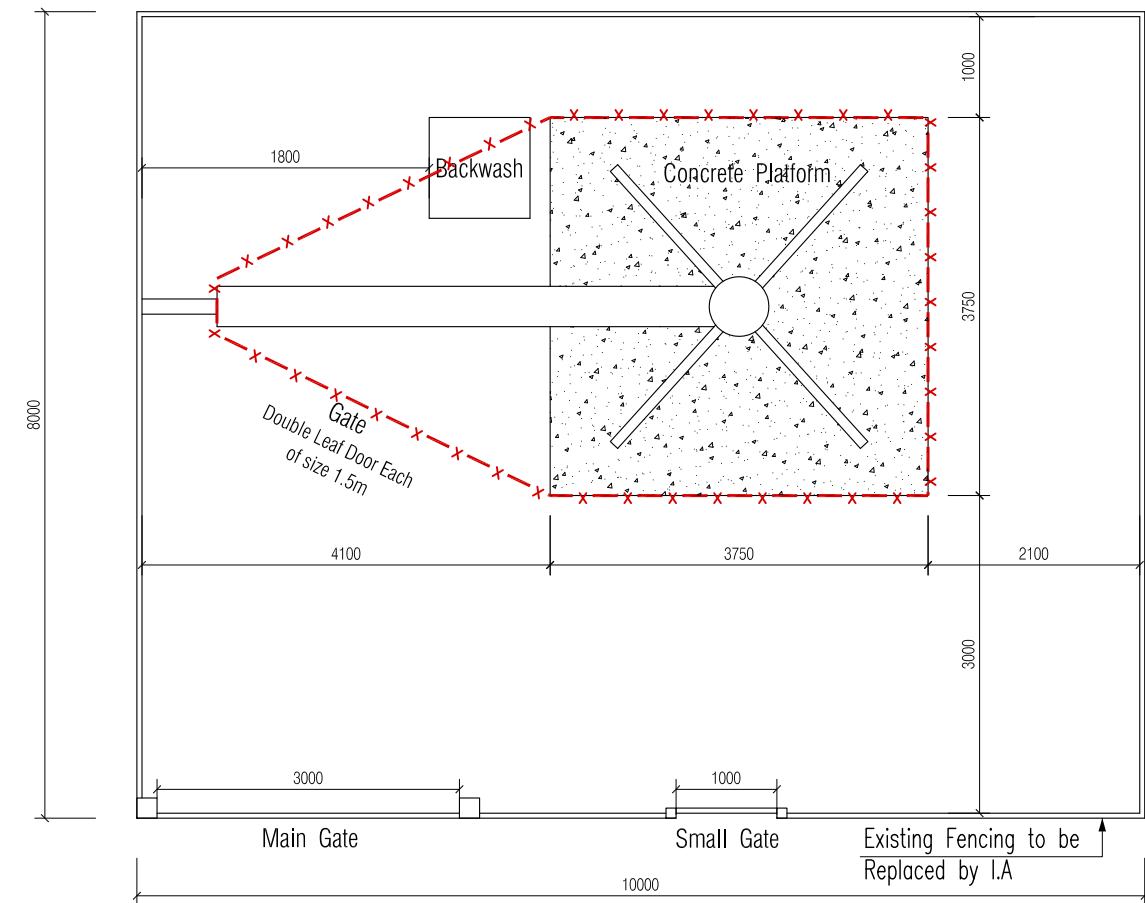 1000
1800
Backwash
Concrete Platform
8000
3750
Gate
Double Leaf Door Each
of size 1.5m
4100
3750
2100
3000
3000
1000
Main Gate
Small Gate
Existing Fencing to be
Replaced by I.A
10000